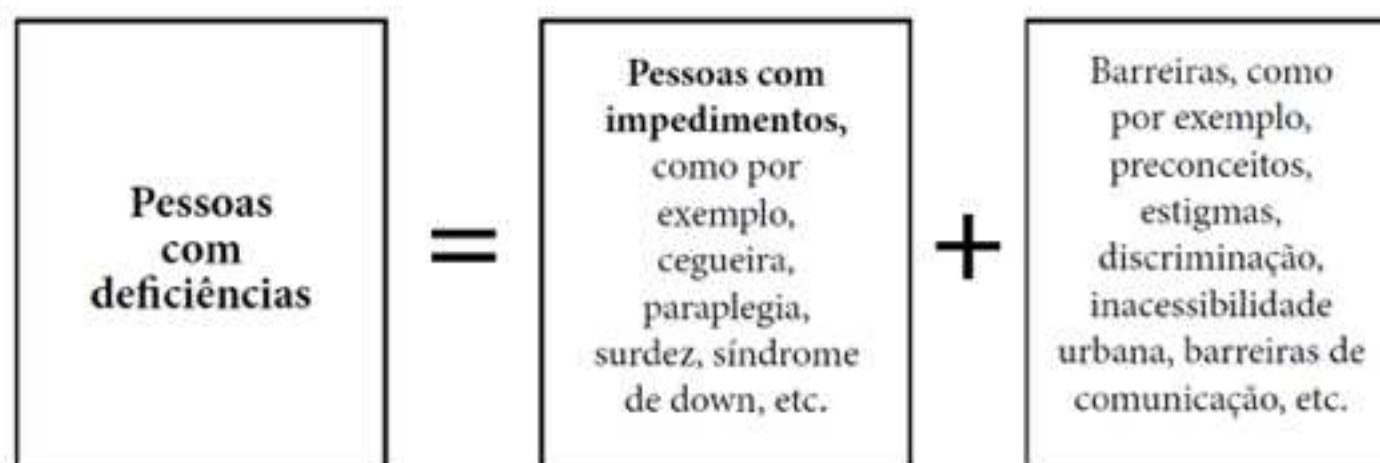 Pessoas
com
deficiências
=
Pessoas com
impedimentos,
como por
exemplo,
cegueira,
paraplegia,
surdez, síndrome
de down, etc.
+
Barreiras, como
por exemplo,
preconceitos,
estigmas,
discriminação,
inacessibilidade
urbana, barreiras de
comunicação, etc.